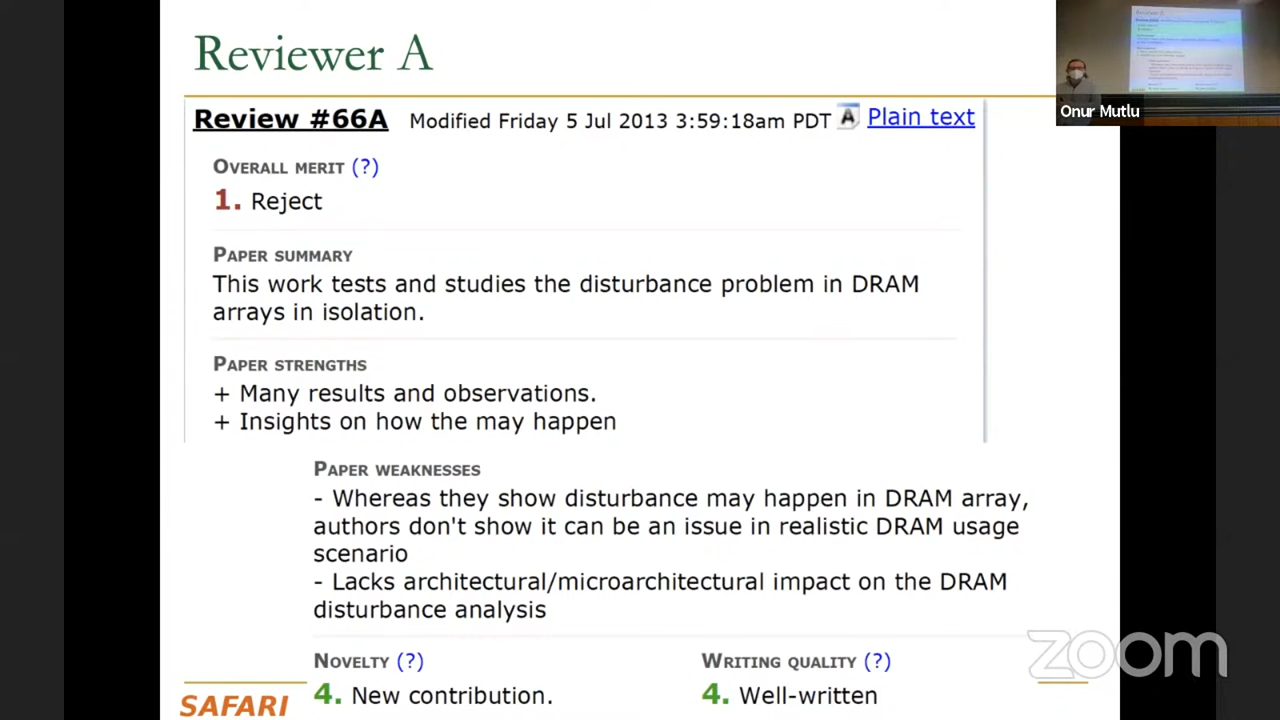 Reviewer A
Review #66A Modified Friday 5 Jul 2013 3:59:18am PDT A Plain text
OVERALL MERIT (?)
1. Reject
PAPER SUMMARY
This work tests and studies the disturbance problem in DRAM
arrays in isolation.
PAPER STRENGTHS
+ Many results and observations.
+ Insights on how the may happen
PAPER WEAKNESSES
- Whereas they show disturbance may happen in DRAM array,
authors don't show it can be an issue in realistic DRAM usage
scenario
- Lacks architectural/microarchitectural impact on the DRAM
disturbance analysis
NOVELTY (?)
4. New contribution.
WRITING QUALITY (?)
4. Well-written
SAFARI
zoom
Onur Mutlu